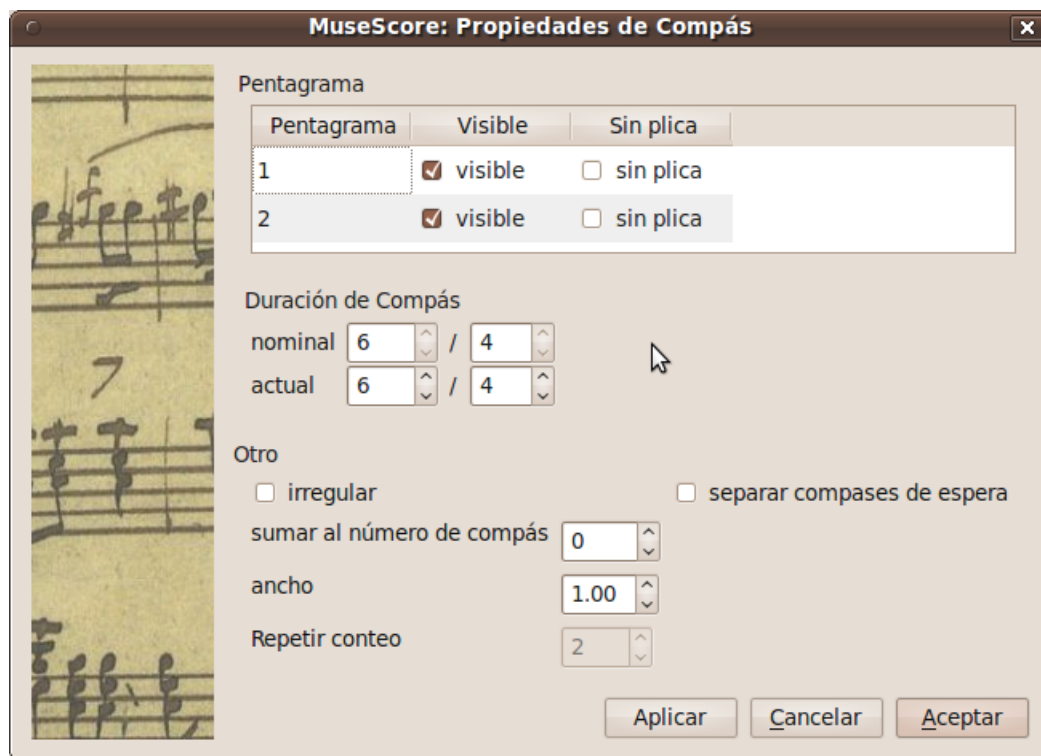 MuseScore: Propiedades de Compás
Pentagrama
Pentagrama Visible Sin plica
1 visible sin plica
2 visible sin plica
Duración de Compás
nominal 6 / 4
actual 6 / 4
Otro
irregular separar compases de espera
sumar al número de compás 0
ancho 1.00
Repetir conteo 2
Aplicar Cancelar Aceptar